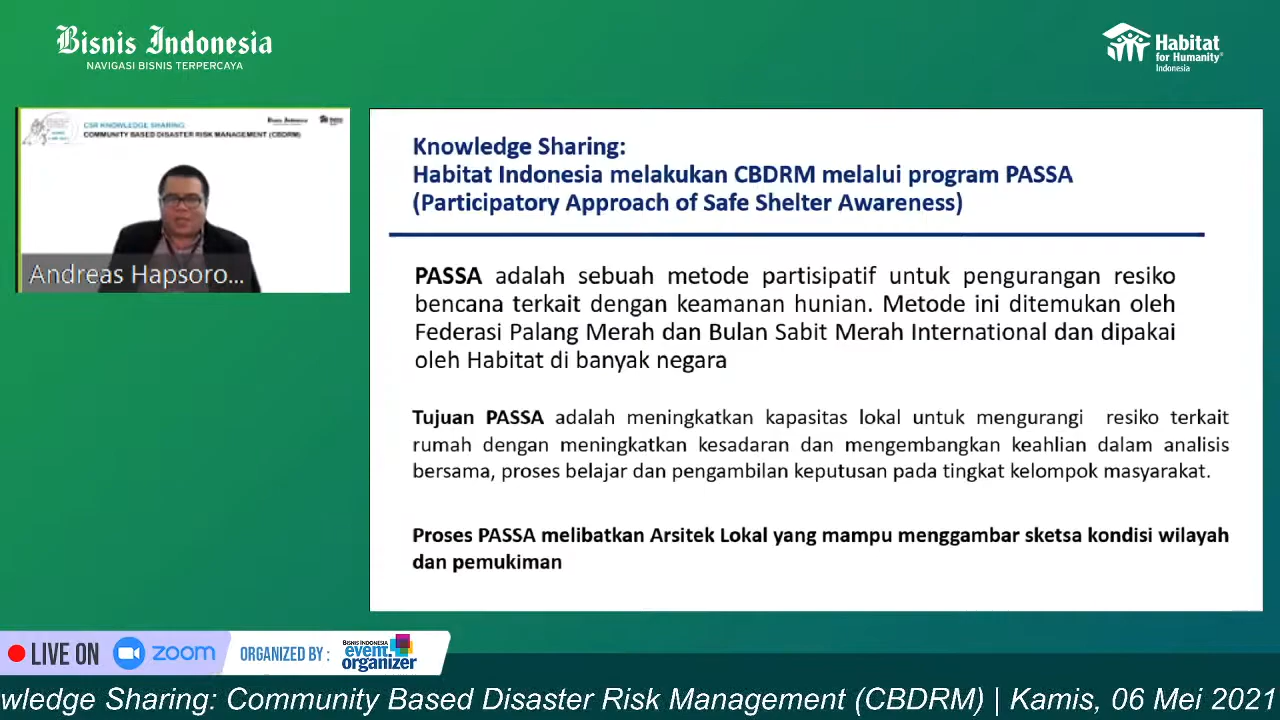 Bisnis Indonesia
NAVIGASI BISNIS TERPERCAYA
Habitat
for Humanity®
Indonesia
CSR KNOWLEDGE SHARING
COMMUNITY BASED DISASTER RISK MANAGEMENT (CBDRM)
Andreas Hapsoro...
Knowledge Sharing:
Habitat Indonesia melakukan CBDRM melalui program PASSA
(Participatory Approach of Safe Shelter Awareness)
PASSA adalah sebuah metode partisipatif untuk pengurangan resiko
bencana terkait dengan keamanan hunian. Metode ini ditemukan oleh
Federasi Palang Merah dan Bulan Sabit Merah International dan dipakai
oleh Habitat di banyak negara
Tujuan PASSA adalah meningkatkan kapasitas lokal untuk mengurangi resiko terkait
rumah dengan meningkatkan kesadaran dan mengembangkan keahlian dalam analisis
bersama, proses belajar dan pengambilan keputusan pada tingkat kelompok masyarakat.
Proses PASSA melibatkan Arsitek Lokal yang mampu menggambar sketsa kondisi wilayah
dan pemukiman
LIVE ON zoom
ORGANIZED BY :
BISNIS INDONESIA
event
organizer
wledge Sharing: Community Based Disaster Risk Management (CBDRM) | Kamis, 06 Mei 2021